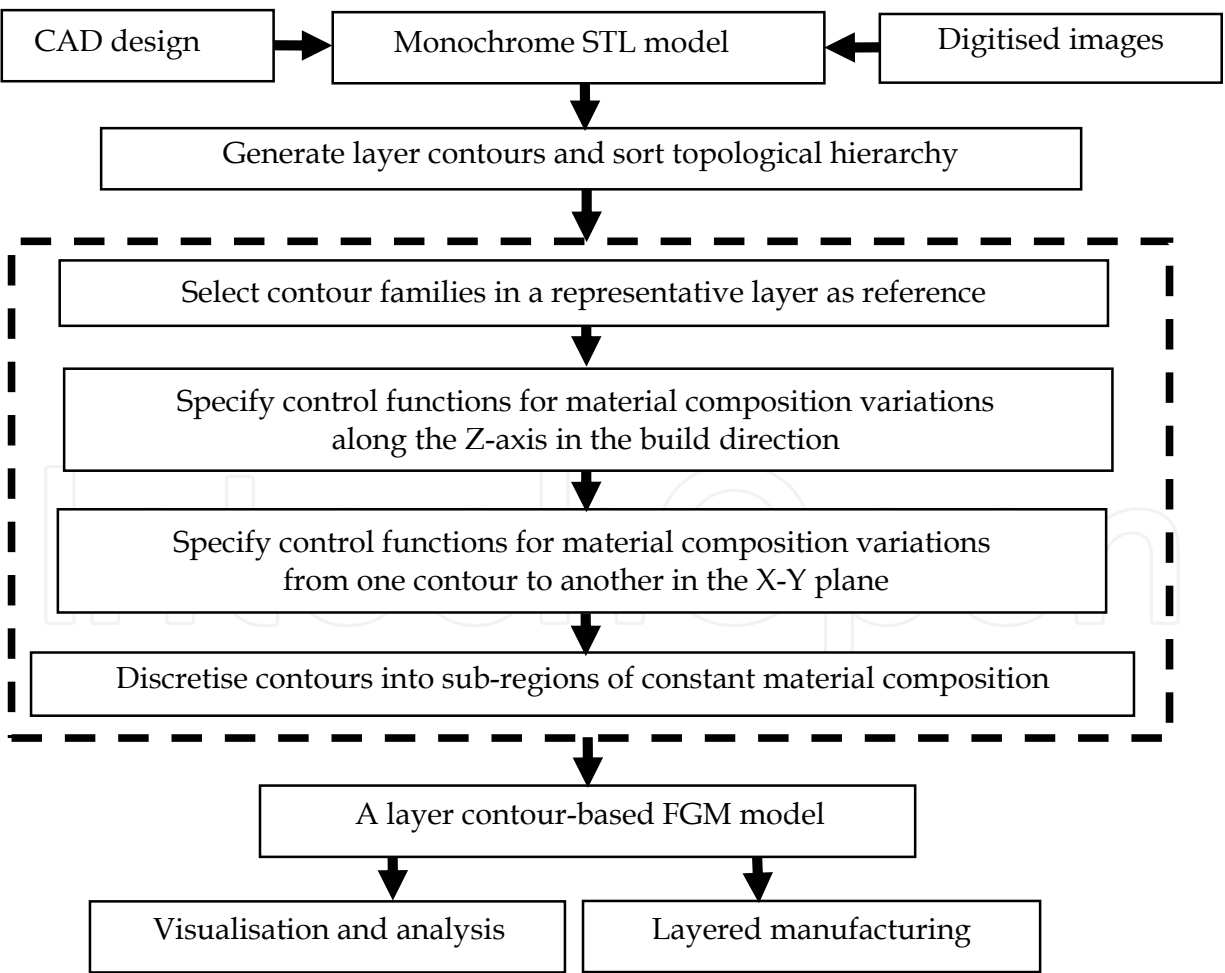 CAD design
Monochrome STL model
Digitised images
Generate layer contours and sort topological hierarchy
Select contour families in a representative layer as reference
Specify control functions for material composition variations
along the Z-axis in the build direction
Specify control functions for material composition variations
from one contour to another in the X-Y plane
Discretise contours into sub-regions of constant material composition
A layer contour-based FGM model
Visualisation and analysis
Layered manufacturing
IntechOpen